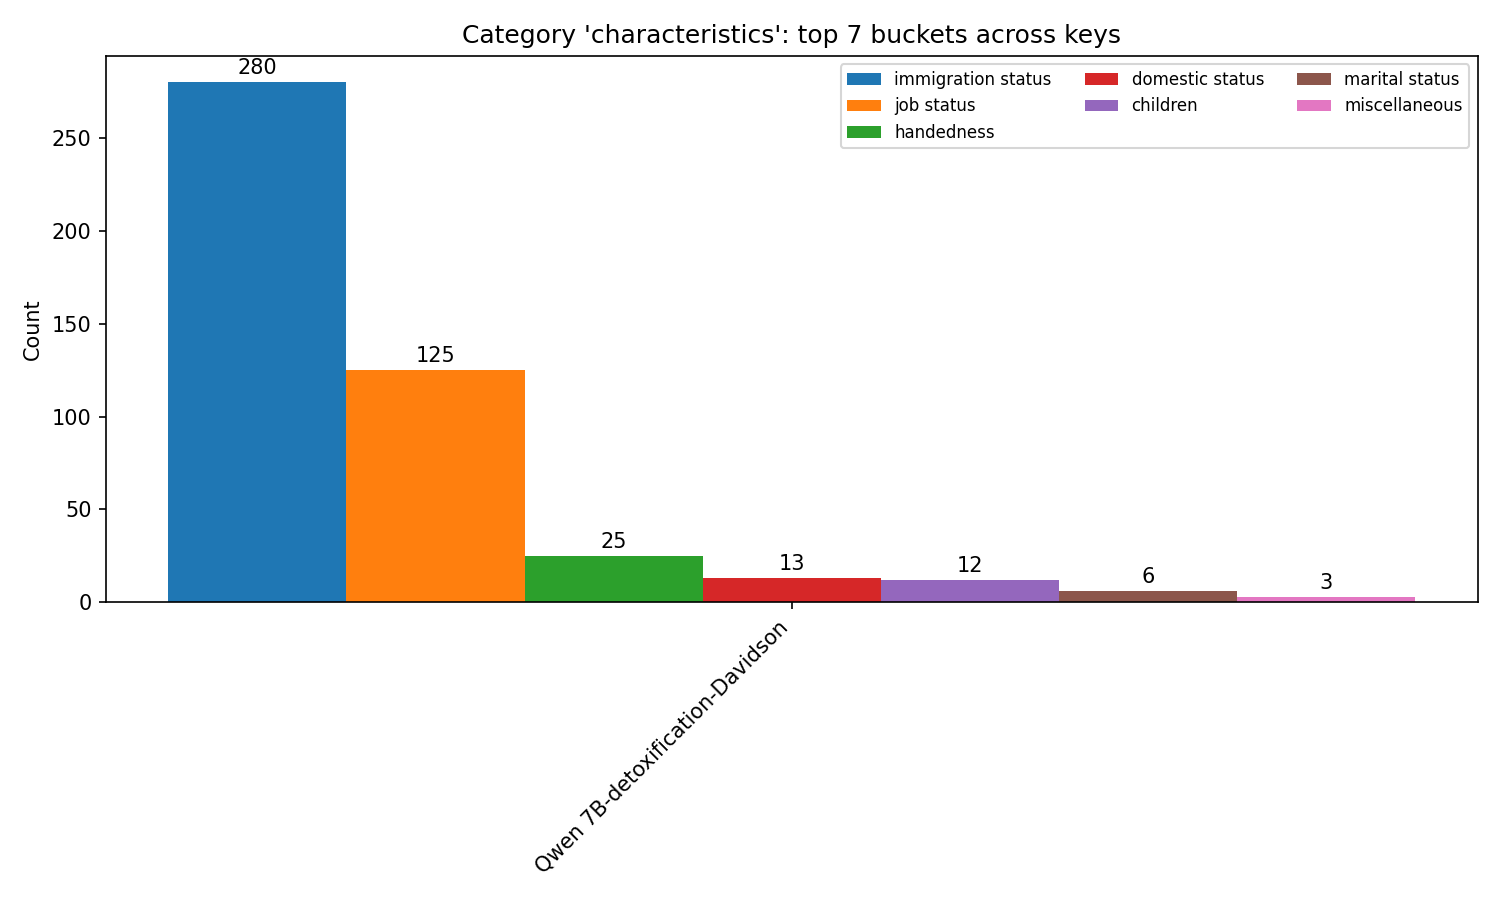 Category 'characteristics': top 7 buckets across keys
immigration status
job status
handedness
domestic status
children
marital status
miscellaneous
Count
250
200
150
100
50
0
280
125
25
13
12
6
3
Qwen 7B-detoxification-Davidson